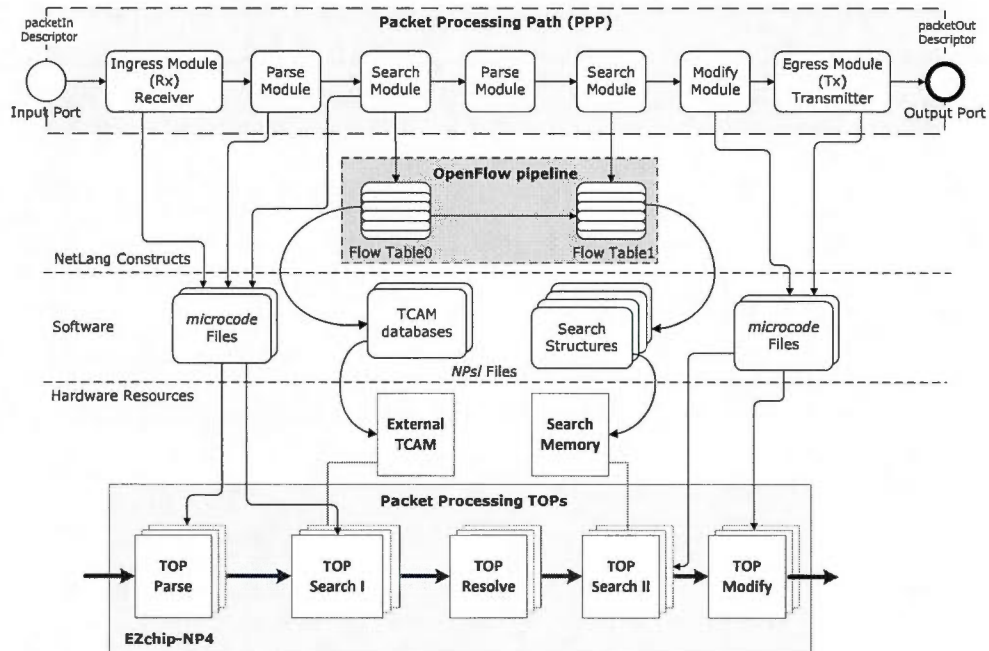 Packet Processing Path (PPP)
packetIn
Descriptor
packetOut
Descriptor
Input Port
Ingress Module
(Rx)
Receiver
Parse
Module
Search
Module
Parse
Module
Search
Module
Modify
Module
Egress Module
(Tx)
Transmitter
Output Port
OpenFlow pipeline
Flow Table0
Flow Table1
NetLang Constructs
Software
microcode
Files
TCAM
databases
Search
Structures
microcode
Files
NPsl Files
Hardware Resources
External
TCAM
Search
Memory
Packet Processing TOPs
TOP
Parse
TOP
Search I
TOP
Resolve
TOP
Search II
TOP
Modify
EZchip-NP4